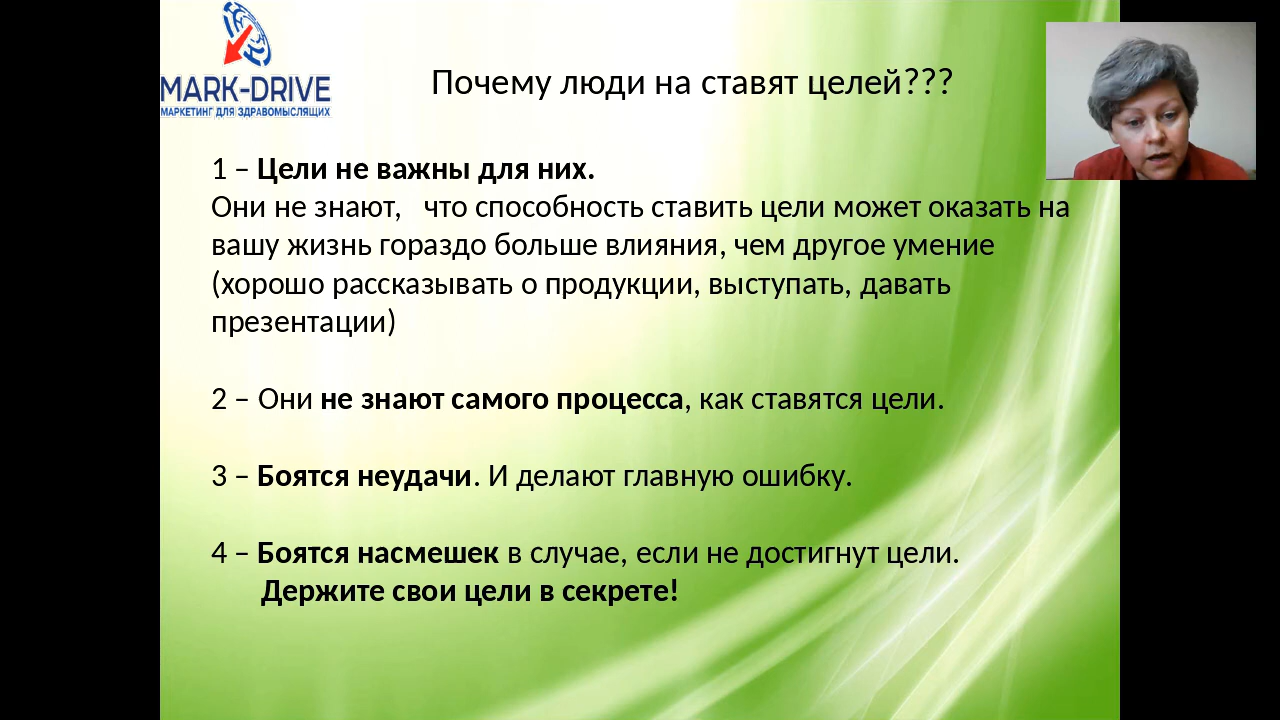 MARK-DRIVE
МАРКЕТИНГ ДЛЯ ЗДРАВОМЫСЛЯЩИХ
Почему люди на ставят целей???
1 – Цели не важны для них.
Они не знают, что способность ставить цели может оказать на
вашу жизнь гораздо больше влияния, чем другое умение
(хорошо рассказывать о продукции, выступать, давать
презентации)
2 – Они не знают самого процесса, как ставятся цели.
3 – Боятся неудачи. И делают главную ошибку.
4 – Боятся насмешек в случае, если не достигнут цели.
Держите свои цели в секрете!